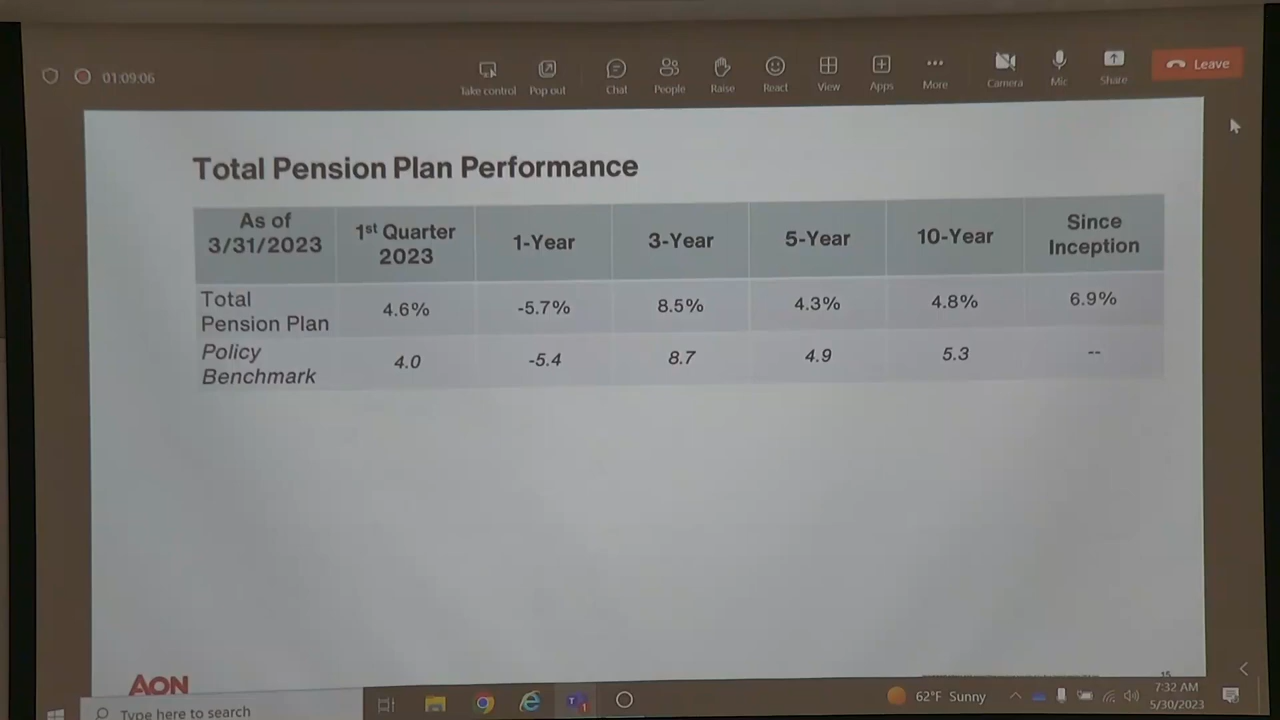 01:09:06
Take control
Pop out
Chat
People
Raise
React
View
Apps
More
Camera
Mic
Share
Leave
Total Pension Plan Performance
As of
3/31/2023
1st Quarter
2023
1-Year
3-Year
5-Year
10-Year
Since
Inception
Total
Pension Plan
4.6%
-5.7%
8.5%
4.3%
4.8%
6.9%
Policy
Benchmark
4.0
-5.4
8.7
4.9
5.3
--
AON
15
Type here to search
1
62°F Sunny
7:32 AM
5/30/2023